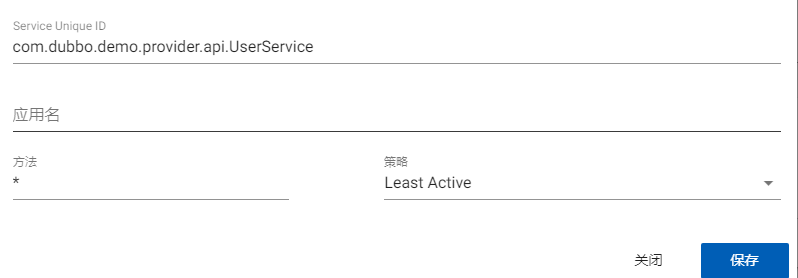 Service Unique ID
com.dubbo.demo.provider.api.UserService
应用名
方法
策略
*
Least Active
关闭
保存